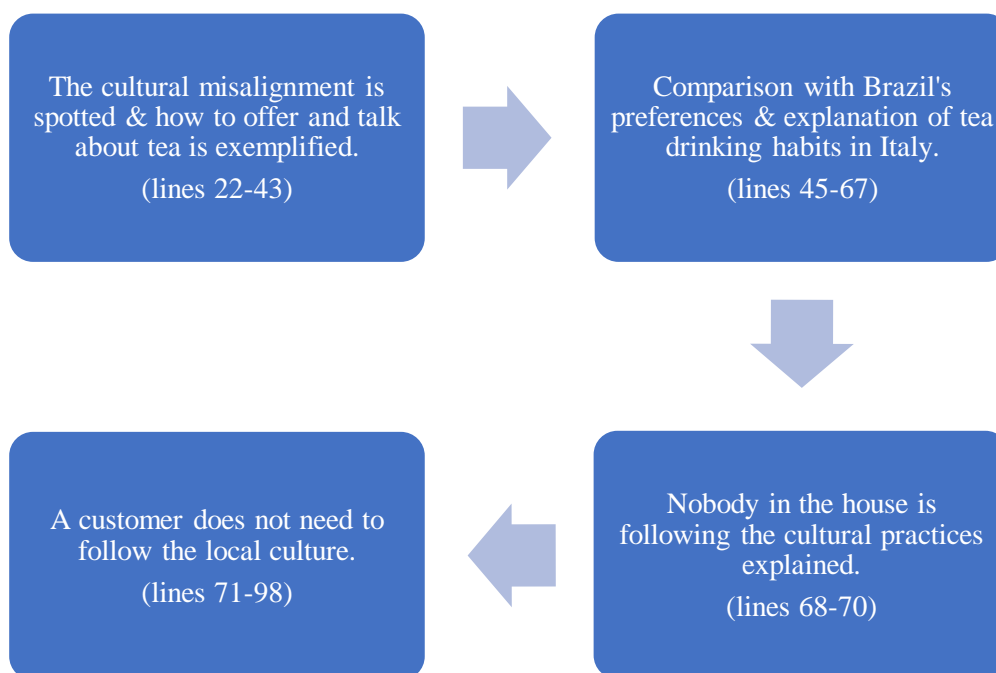 The cultural misalignment is
spotted & how to offer and talk
about tea is exemplified.
(lines 22-43)
Comparison with Brazil's
preferences & explanation of tea
drinking habits in Italy.
(lines 45-67)
Nobody in the house is
following the cultural practices
explained.
(lines 68-70)
A customer does not need to
follow the local culture.
(lines 71-98)